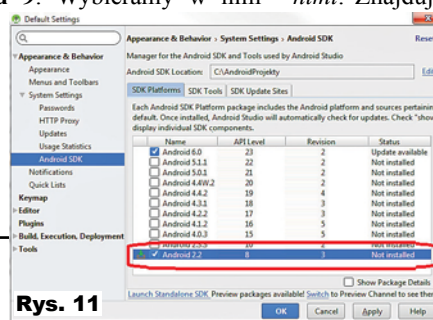 Default Settings
Appearance & Behavior
Appearance
Menus and Toolbars
System Settings
Passwords
HTTP Proxy
Updates
Usage Statistics
Android SDK
Notifications
Quick Lists
Keymap
Editor
Plugins
Build, Execution, Deployment
Tools
Appearance & Behavior › System Settings › Android SDK
Manager for the Android SDK and Tools used by Android Studio
Android SDK Location: C:\AndroidProjekty
SDK Platforms SDK Tools SDK Update Sites
Each Android SDK Platform package includes the Android platform and sources pertainin
default. Once installed, Android Studio will automatically check for updates. Check "show
display individual SDK components.
Name API Level Revision Status
Android 6.0 23 2 Update available
Android 5.1.1 22 2 Not installed
Android 5.0.1 21 2 Not installed
Android 4.4W.2 20 2 Not installed
Android 4.4.2 19 4 Not installed
Android 4.3.1 18 3 Not installed
Android 4.2.2 17 3 Not installed
Android 4.1.2 16 5 Not installed
Android 4.0.3 15 5 Not installed
Android 2.3.3 10 2 Not installed
Android 2.2 8 3 Not installed
Show Package Details
Launch Standalone SDK Preview packages available! Switch to Preview Channel to see them
OK Cancel Apply Help
Rys. 11